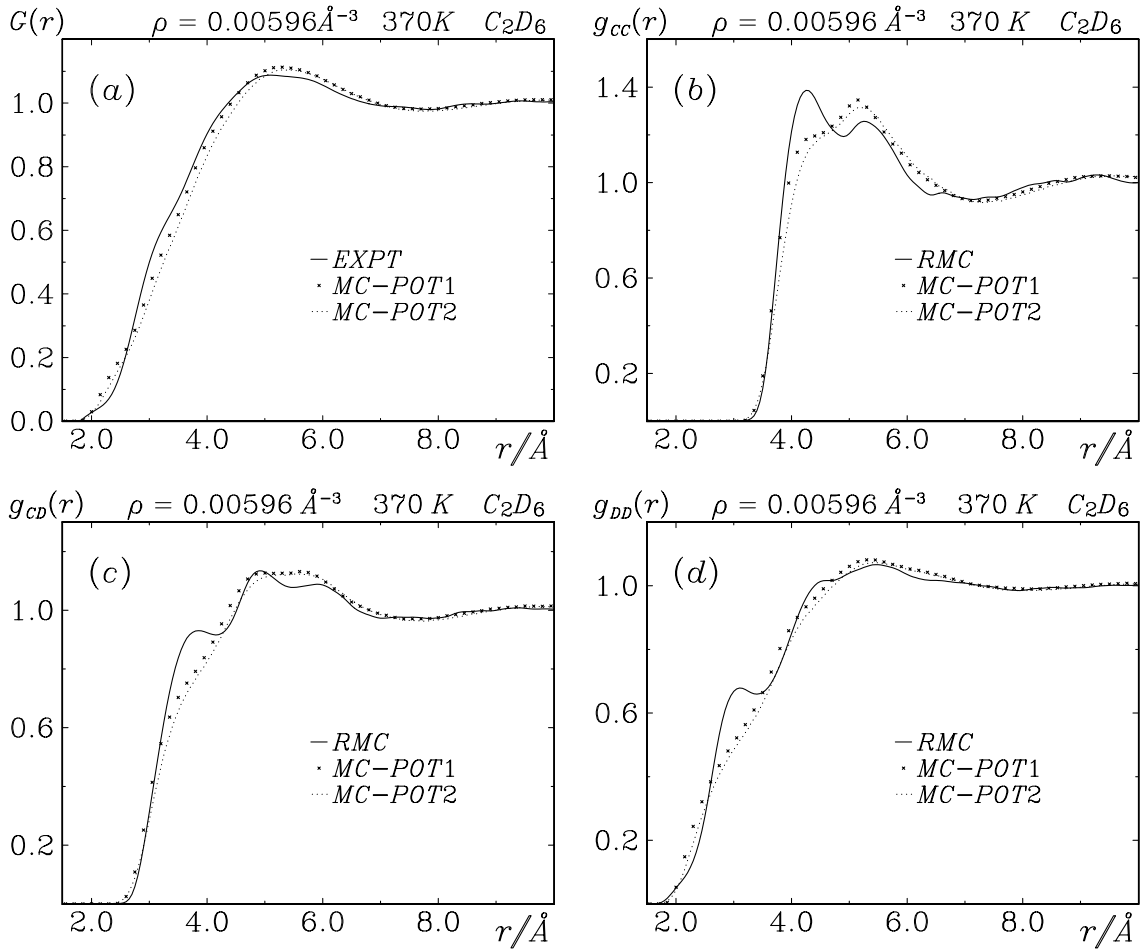 G(r) ρ = 0.00596Å⁻³ 370K C₂D₆
(a)
1.0
0.8
0.6
0.4
0.2
0.0
EXPT
MC-POT1
MC-POT2
2.0 4.0 6.0 8.0 r/Å
g_CC(r) ρ = 0.00596 Å⁻³ 370 K C₂D₆
(b)
1.4
1.0
0.6
0.2
RMC
MC-POT1
MC-POT2
2.0 4.0 6.0 8.0 r/Å
g_CD(r) ρ = 0.00596 Å⁻³ 370 K C₂D₆
(c)
1.0
0.6
0.2
RMC
MC-POT1
MC-POT2
2.0 4.0 6.0 8.0 r/Å
g_DD(r) ρ = 0.00596 Å⁻³ 370 K C₂D₆
(d)
1.0
0.6
0.2
RMC
MC-POT1
MC-POT2
2.0 4.0 6.0 8.0 r/Å